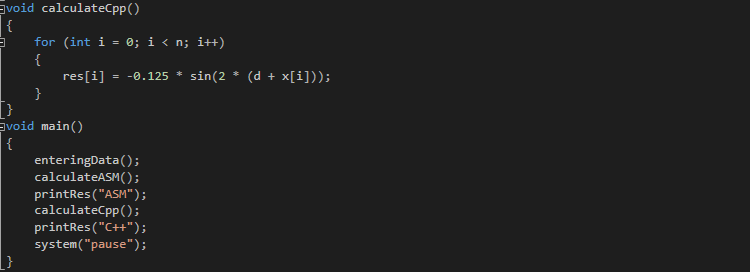 void calculateCpp()
{
    for (int i = 0; i < n; i++)
    {
        res[i] = -0.125 * sin(2 * (d + x[i]));
    }
}
void main()
{
    enteringData();
    calculateASM();
    printRes("ASM");
    calculateCpp();
    printRes("C++");
    system("pause");
}